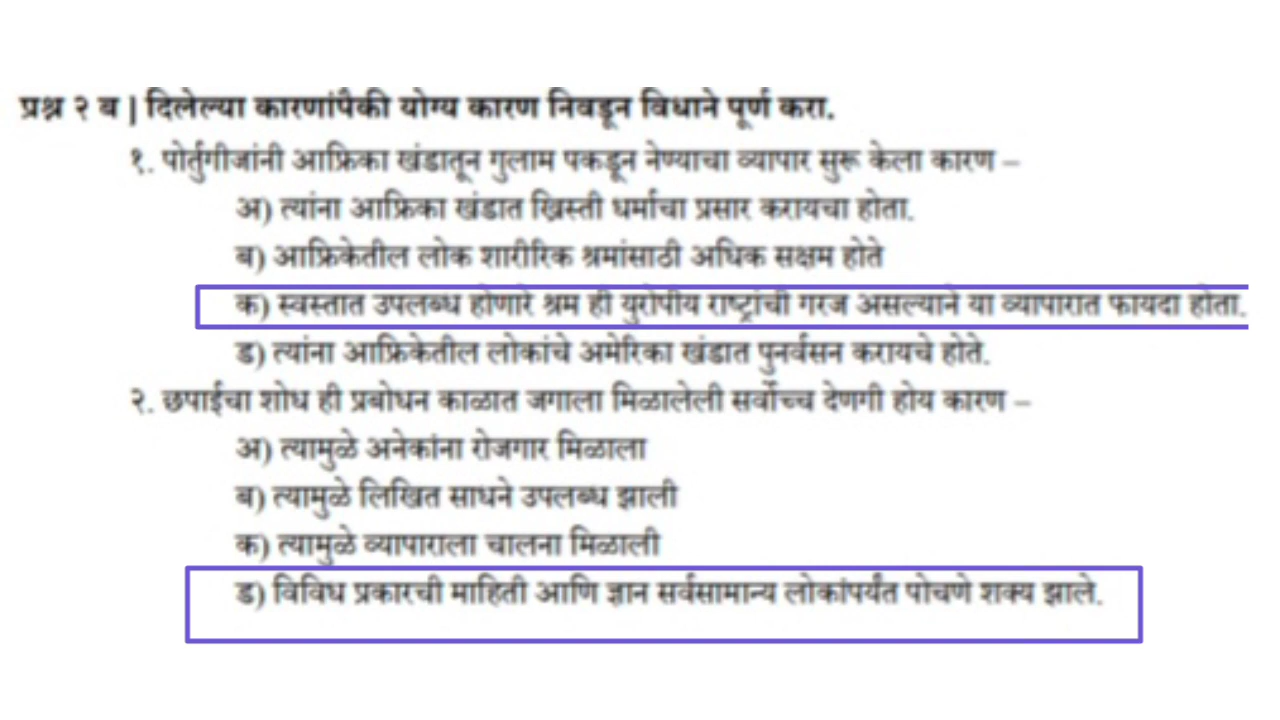 प्रश्न २ ब | दिलेल्या कारणांपैकी योग्य कारण निवडून विधाने पूर्ण करा.
१. पोर्तुगीजांनी आफ्रिका खंडातून गुलाम पकडून नेण्याचा व्यापार सुरू केला कारण –
अ) त्यांना आफ्रिका खंडात ख्रिस्ती धर्माचा प्रसार करायचा होता.
ब) आफ्रिकेतील लोक शारीरिक श्रमांसाठी अधिक सक्षम होते
क) स्वस्तात उपलब्ध होणारे श्रम ही युरोपीय राष्ट्रांची गरज असल्याने या व्यापारात फायदा होता.
ड) त्यांना आफ्रिकेतील लोकांचे अमेरिका खंडात पुनर्वसन करायचे होते.
२. छपाईचा शोध ही प्रबोधन काळात जगाला मिळालेली सर्वोच्च देणगी होय कारण –
अ) त्यामुळे अनेकांना रोजगार मिळाला
ब) त्यामुळे लिखित साधने उपलब्ध झाली
क) त्यामुळे व्यापाराला चालना मिळाली
ड) विविध प्रकारची माहिती आणि ज्ञान सर्वसामान्य लोकांपर्यंत पोचणे शक्य झाले.